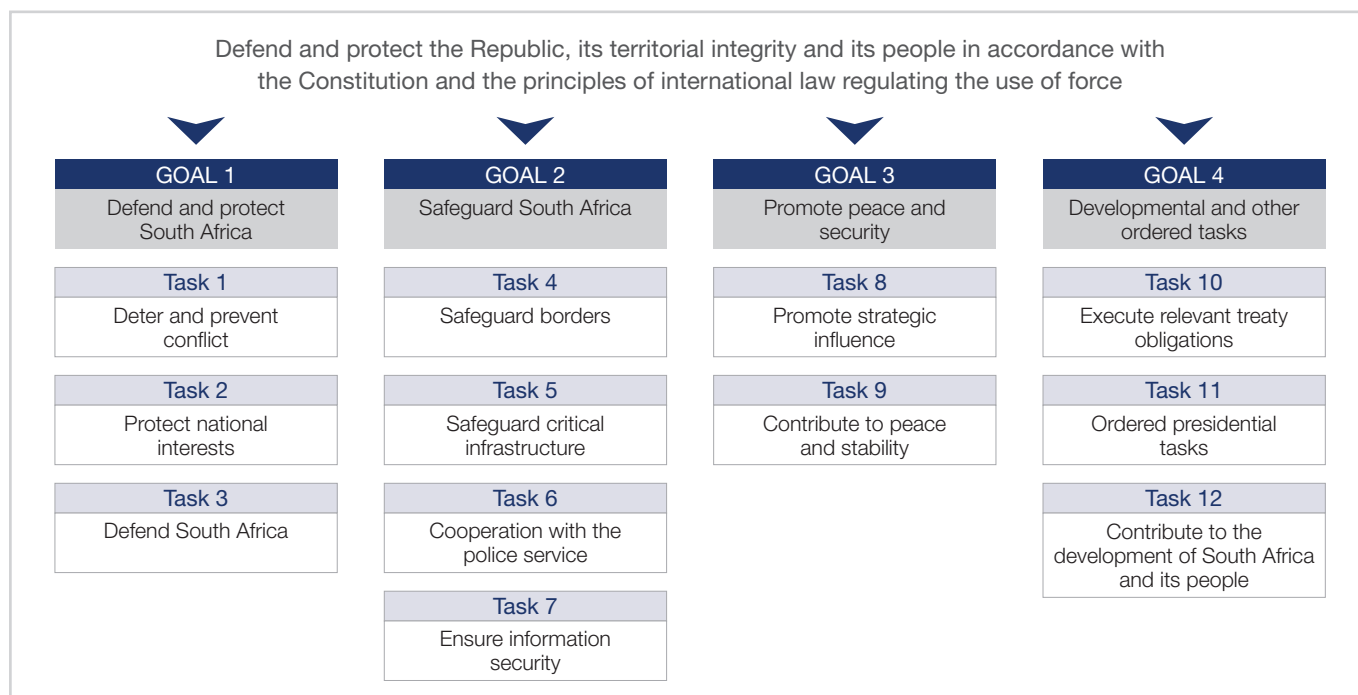 Defend and protect the Republic, its territorial integrity and its people in accordance with
the Constitution and the principles of international law regulating the use of force
GOAL 1
Defend and protect
South Africa
Task 1
Deter and prevent
conflict
Task 2
Protect national
interests
Task 3
Defend South Africa
GOAL 2
Safeguard South Africa
Task 4
Safeguard borders
Task 5
Safeguard critical
infrastructure
Task 6
Cooperation with the
police service
Task 7
Ensure information
security
GOAL 3
Promote peace and
security
Task 8
Promote strategic
influence
Task 9
Contribute to peace
and stability
GOAL 4
Developmental and other
ordered tasks
Task 10
Execute relevant treaty
obligations
Task 11
Ordered presidential
tasks
Task 12
Contribute to the
development of South Africa
and its people